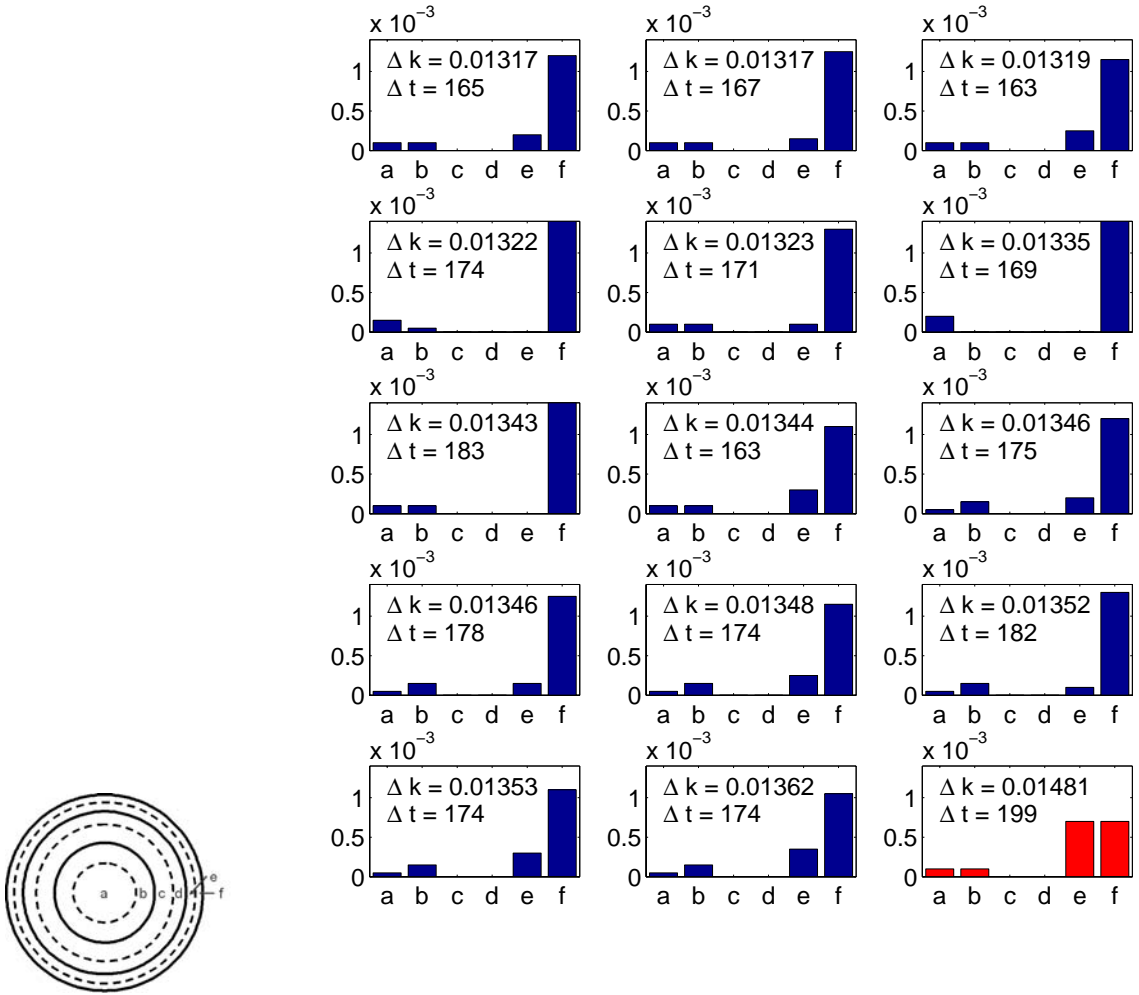 x 10⁻³
Δ k = 0.01317
Δ t = 165
1
0.5
0
a b c d e f
x 10⁻³
Δ k = 0.01317
Δ t = 167
1
0.5
0
a b c d e f
x 10⁻³
Δ k = 0.01319
Δ t = 163
1
0.5
0
a b c d e f
x 10⁻³
Δ k = 0.01322
Δ t = 174
1
0.5
0
a b c d e f
x 10⁻³
Δ k = 0.01323
Δ t = 171
1
0.5
0
a b c d e f
x 10⁻³
Δ k = 0.01335
Δ t = 169
1
0.5
0
a b c d e f
x 10⁻³
Δ k = 0.01343
Δ t = 183
1
0.5
0
a b c d e f
x 10⁻³
Δ k = 0.01344
Δ t = 163
1
0.5
0
a b c d e f
x 10⁻³
Δ k = 0.01346
Δ t = 175
1
0.5
0
a b c d e f
x 10⁻³
Δ k = 0.01346
Δ t = 178
1
0.5
0
a b c d e f
x 10⁻³
Δ k = 0.01348
Δ t = 174
1
0.5
0
a b c d e f
x 10⁻³
Δ k = 0.01352
Δ t = 182
1
0.5
0
a b c d e f
x 10⁻³
Δ k = 0.01353
Δ t = 174
1
0.5
0
a b c d e f
x 10⁻³
Δ k = 0.01362
Δ t = 174
1
0.5
0
a b c d e f
x 10⁻³
Δ k = 0.01481
Δ t = 199
1
0.5
0
a b c d e f
e
a b c d f